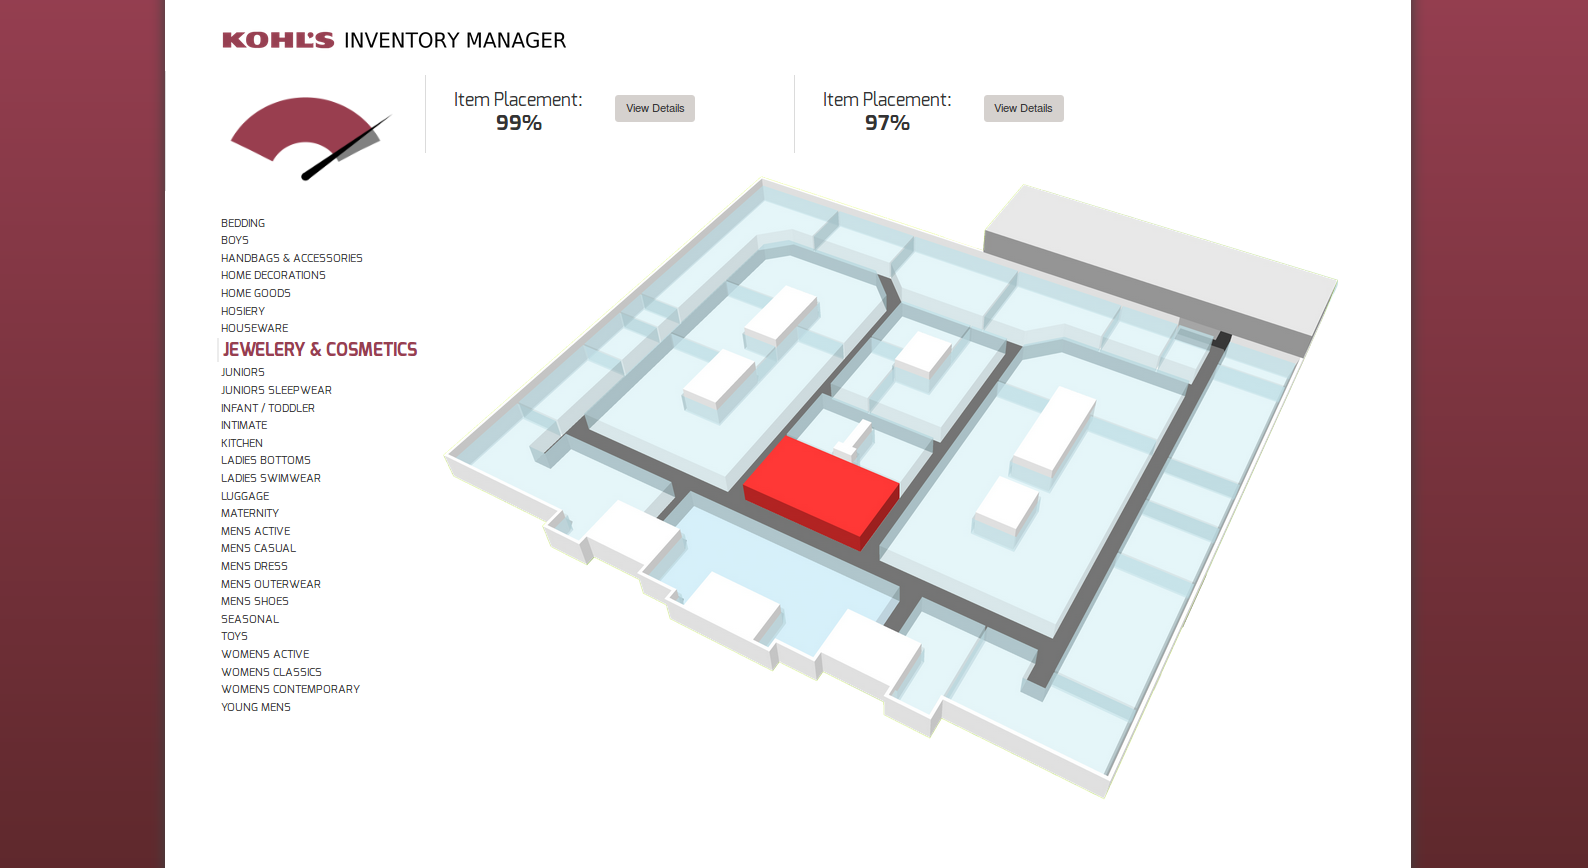 KOHL'S INVENTORY MANAGER
Item Placement:
99%
View Details
Item Placement:
97%
View Details
BEDDING
BOYS
HANDBAGS & ACCESSORIES
HOME DECORATIONS
HOME GOODS
HOSIERY
HOUSEWARE
JEWELERY & COSMETICS
JUNIORS
JUNIORS SLEEPWEAR
INFANT / TODDLER
INTIMATE
KITCHEN
LADIES BOTTOMS
LADIES SWIMWEAR
LUGGAGE
MATERNITY
MENS ACTIVE
MENS CASUAL
MENS DRESS
MENS OUTERWEAR
MENS SHOES
SEASONAL
TOYS
WOMENS ACTIVE
WOMENS CLASSICS
WOMENS CONTEMPORARY
YOUNG MENS